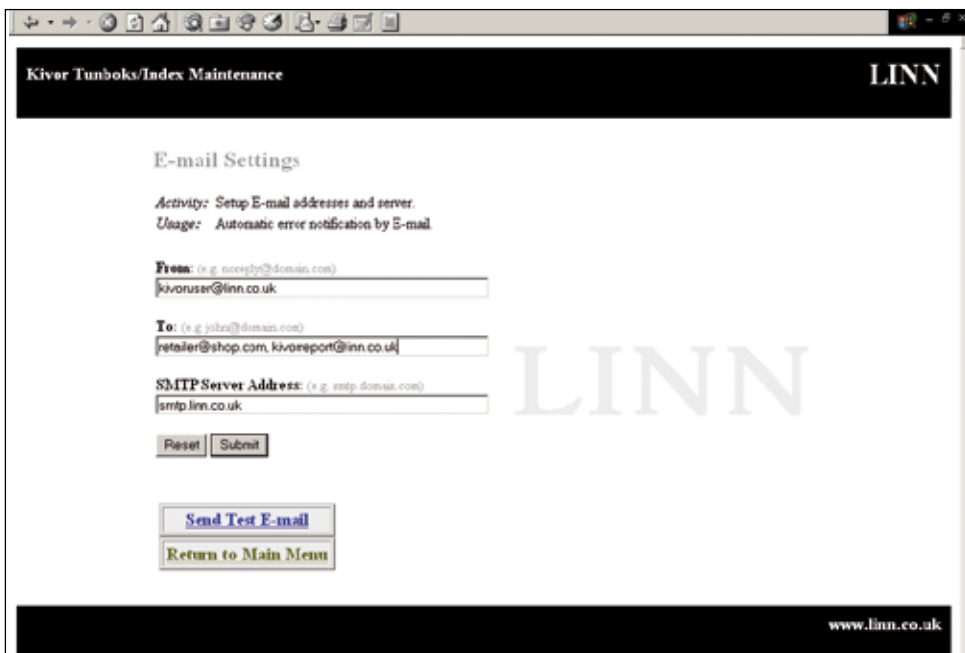 Kivor Tunboks/Index Maintenance
LINN
E-mail Settings
Activity: Setup E-mail addresses and server.
Usage: Automatic error notification by E-mail
From: (e.g. noreply@domain.com)
kivoruser@linn.co.uk
To: (e.g john@domain.com)
retailer@shop.com, kivorreport@linn.co.uk
LINN
SMTP Server Address: (e.g. smtp.domain.com)
smtp.linn.co.uk
Reset Submit
Send Test E-mail
Return to Main Menu
www.linn.co.uk